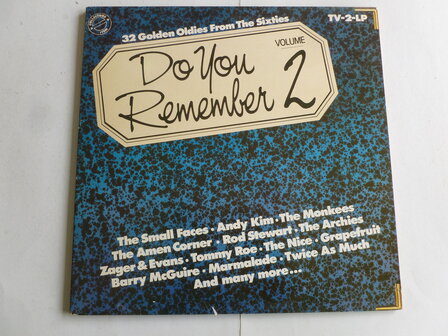 32 Golden Oldies From The Sixties
TV-2-LP
Do You
Remember
VOLUME
2
The Small Faces · Andy Kim · The Monkees
The Amen Corner · Rod Stewart · The Archies
Zager & Evans · Tommy Roe · The Nice · Grapefruit
Barry McGuire · Marmalade · Twice As Much
And many more...